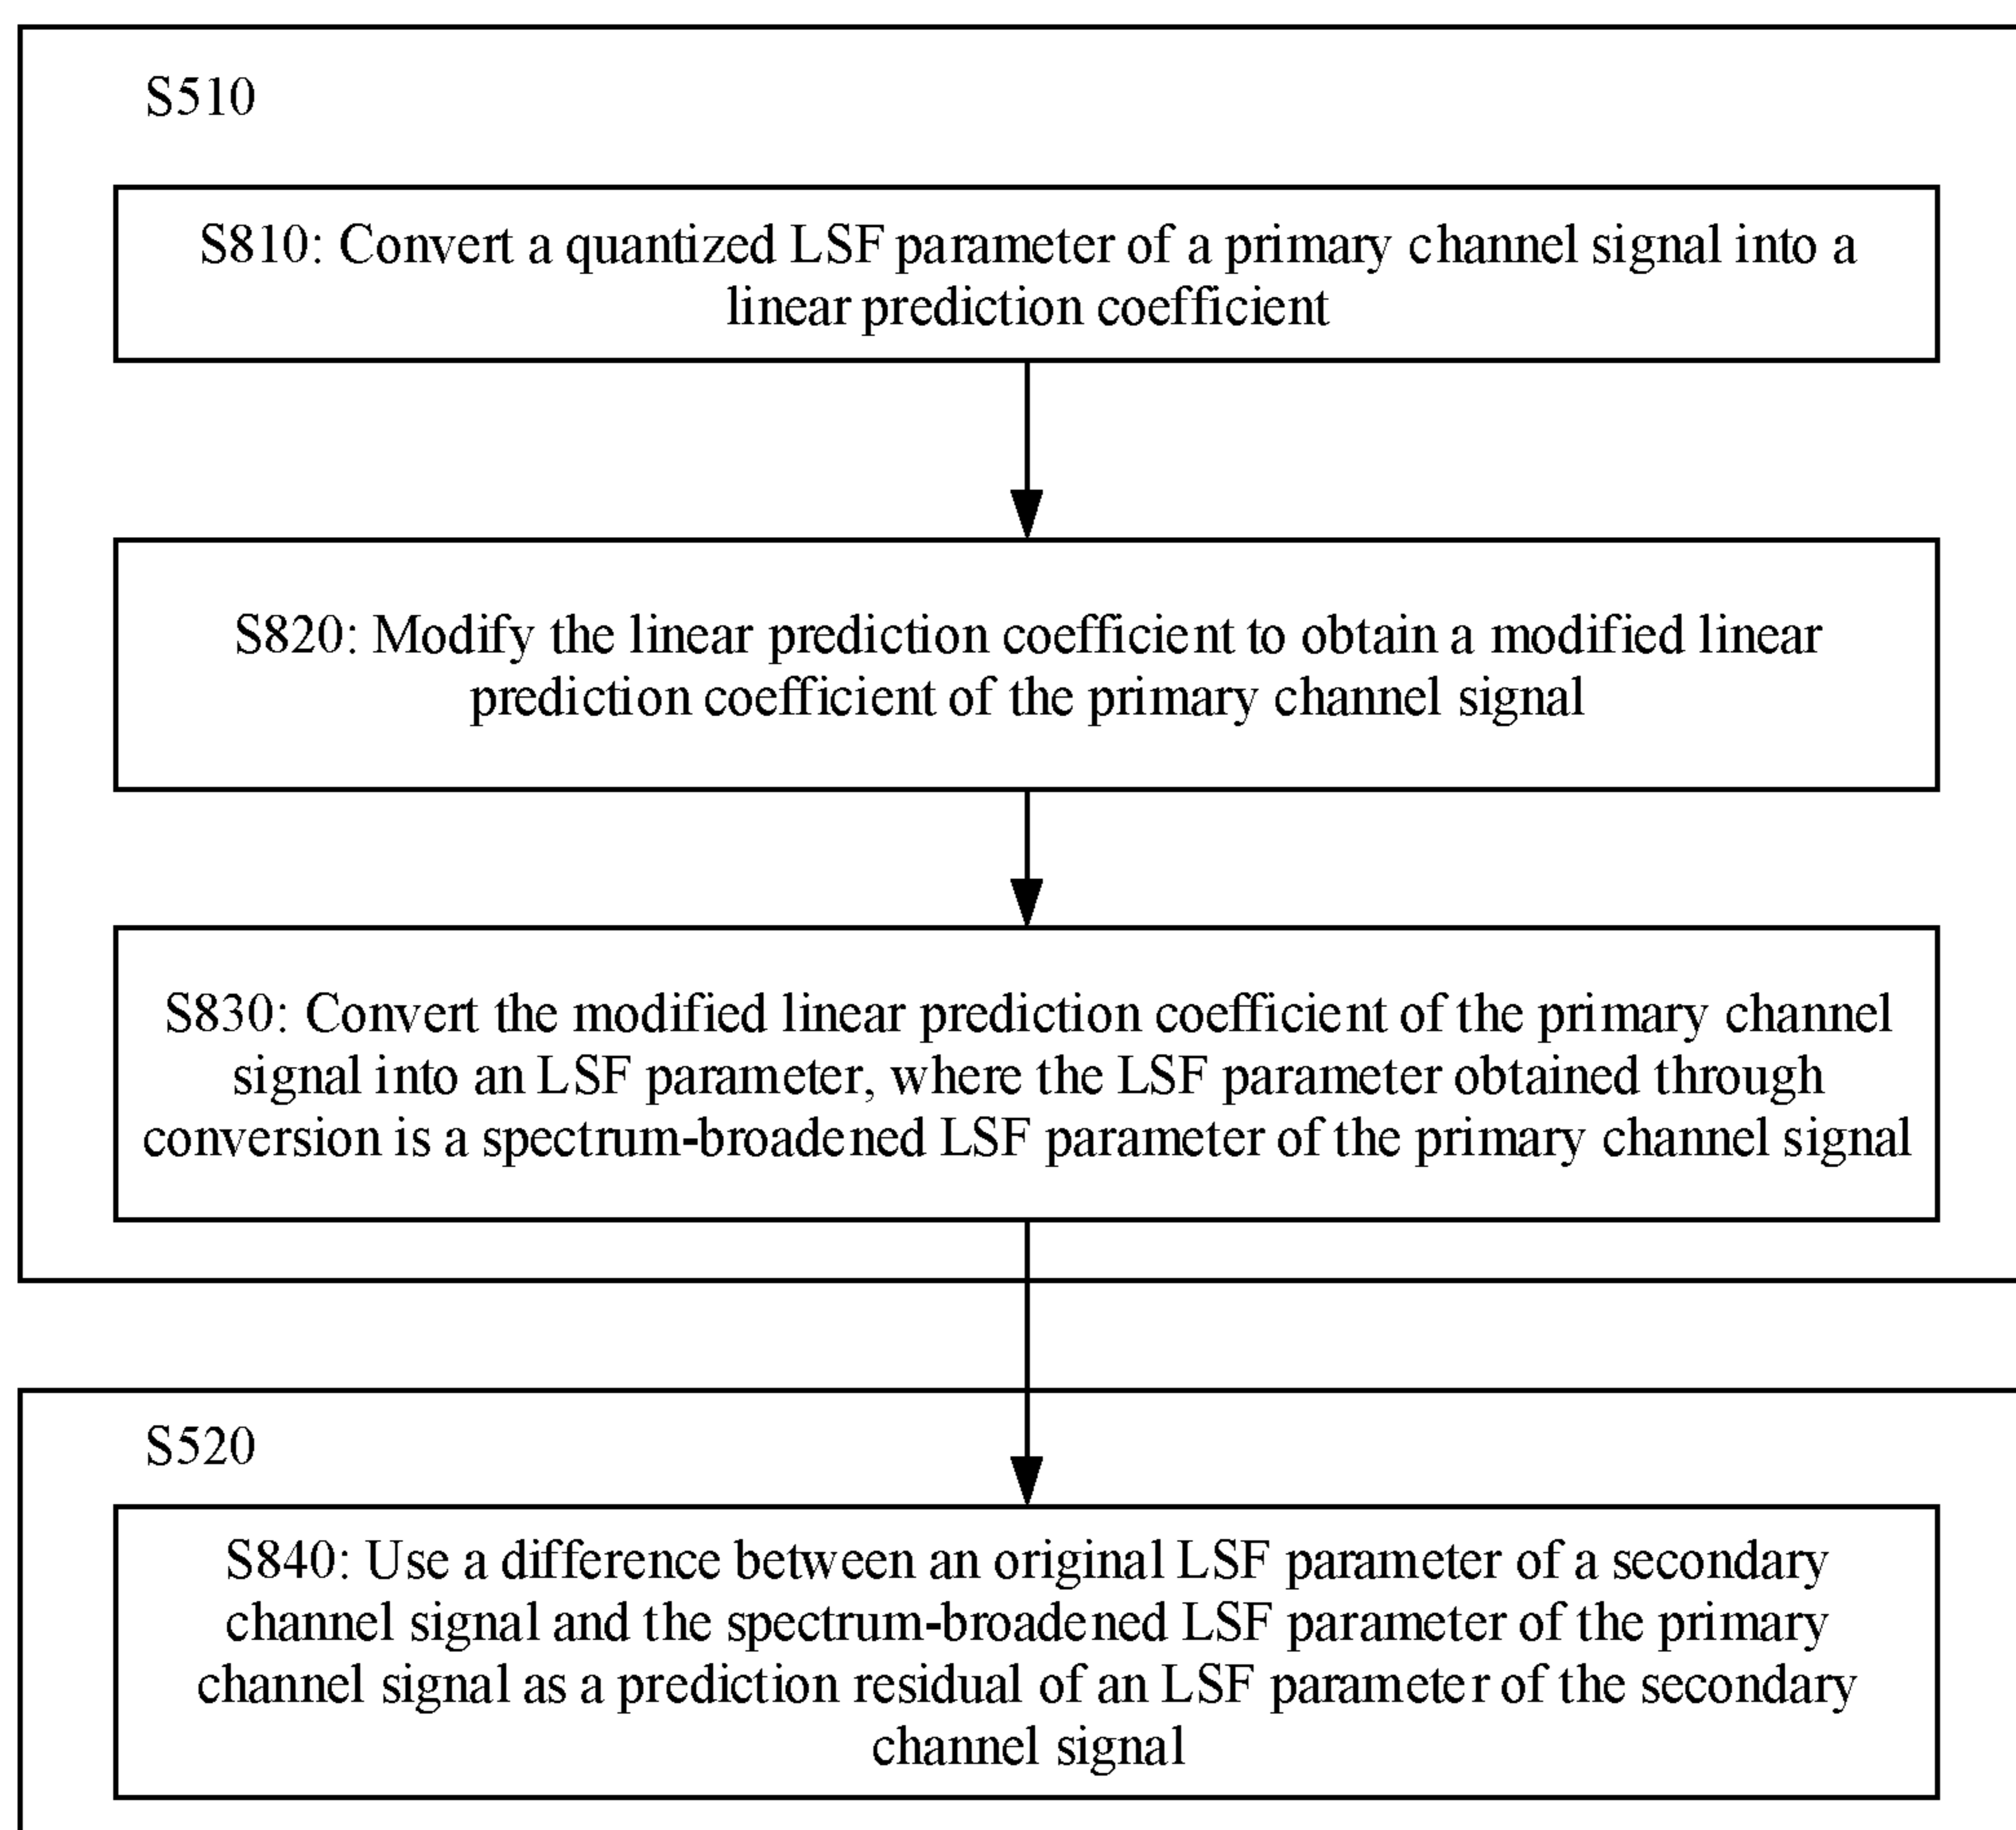 S510
S810: Convert a quantized LSF parameter of a primary channel signal into a
linear prediction coefficient
S820: Modify the linear prediction coefficient to obtain a modified linear
prediction coefficient of the primary channel signal
S830: Convert the modified linear prediction coefficient of the primary channel
signal into an LSF parameter, where the LSF parameter obtained through
conversion is a spectrum-broadened LSF parameter of the primary channel signal
S520
S840: Use a difference between an original LSF parameter of a secondary
channel signal and the spectrum-broadened LSF parameter of the primary
channel signal as a prediction residual of an LSF parameter of the secondary
channel signal